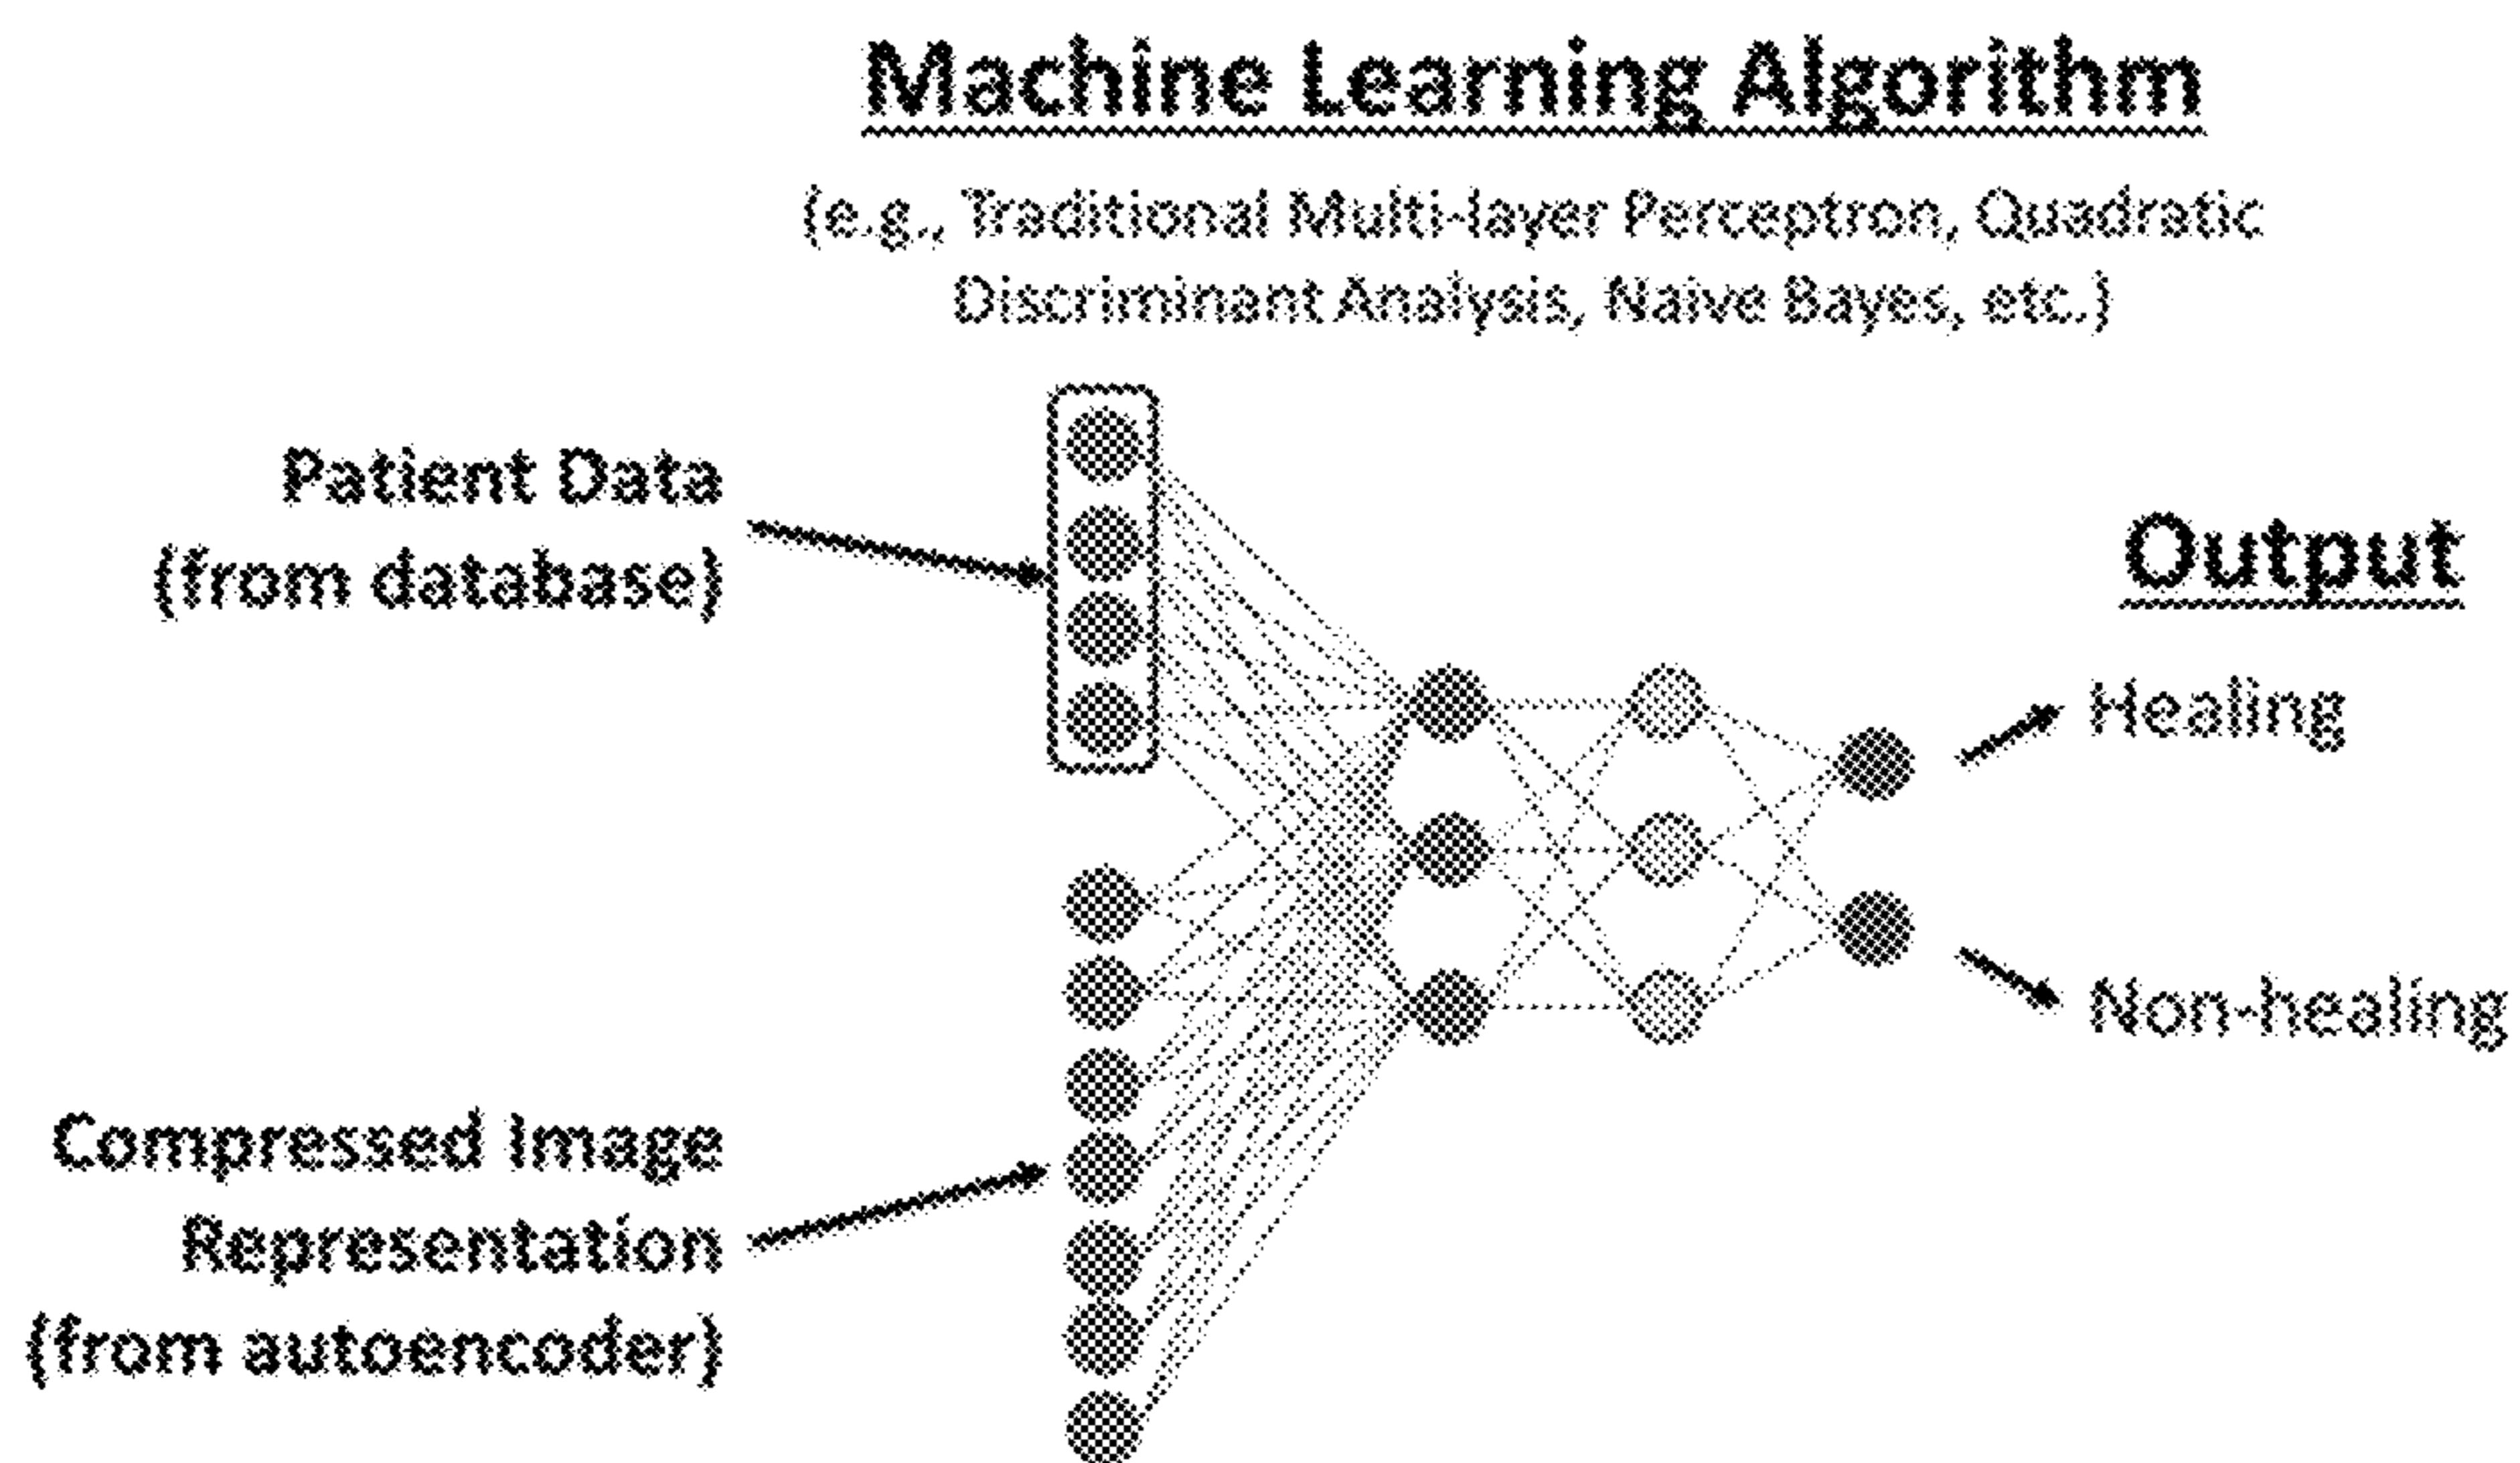 Machine Learning Algorithm
(e.g., Traditional Multi-layer Perceptron, Quadratic
Discriminant Analysis, Naive Bayes, etc.)
Patient Data
(from database)
Compressed Image
Representation
(from autoencoder)
Output
Healing
Non-healing